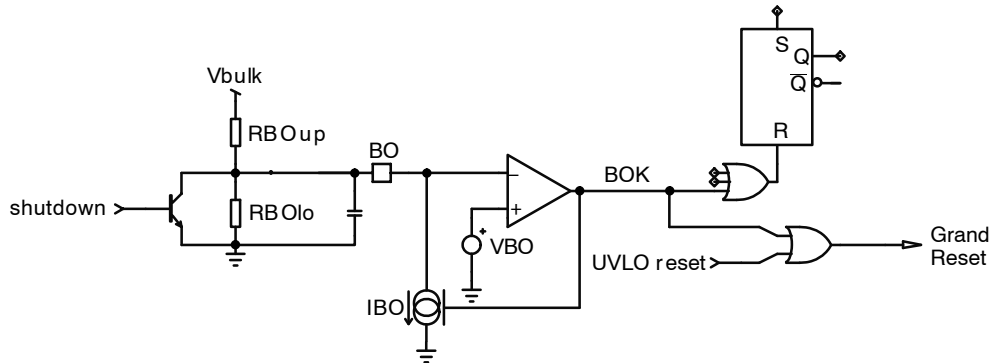 S
Q
Q
R
Vbulk
RBOup
BO
BOK
shutdown
RBOlo
VBO
UVLO reset
Grand
Reset
IBO